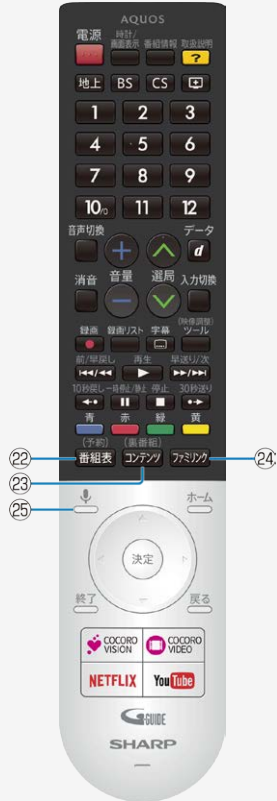 AQUOS
電源 時計/画面表示 番組情報 取扱説明
?
地上 BS CS
1 2 3
4 5 6
7 8 9
10/0 11 12
音声切換 データ
d
消音 音量 選局 入力切換
(映像調整)
録画 録画リスト 字幕 ツール
前/早戻し 再生 早送り/次
10秒戻し 一時停止/静止 停止 30秒送り
青 赤 緑 黄
(予約) (裏番組)
22 番組表 コンテンツ ファミリンク 24
23
25 ホーム
決定
終了 戻る
COCORO VISION COCORO VIDEO
NETFLIX YouTube
G-GUIDE
SHARP